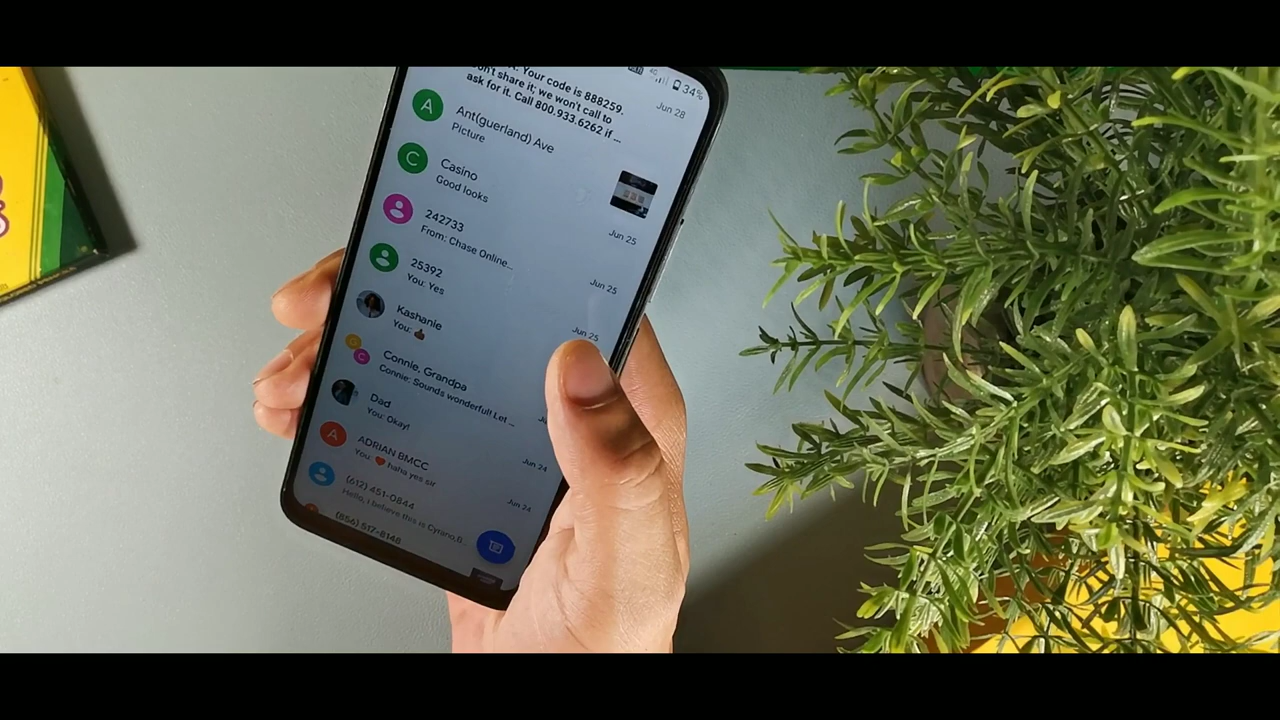 34%
Your code is 888259.
don't share it; we won't call to
ask for it. Call 800.933.6262 if ...
Jun 28
A
Ant(guerland) Ave
Picture
C
Casino
Good looks
Jun 25
242733
From: Chase Online...
Jun 25
25392
You: Yes
Jun 25
Kashanie
You: 👍🏾
G
C
Connie, Grandpa
Connie: Sounds wonderful! Let ...
Dad
You: Okay!
Jun 24
A
ADRIAN BMCC
You: ❤️ haha yes sir
Jun 24
(612) 451-0844
Hello, i believe this is
(856) 517-8148